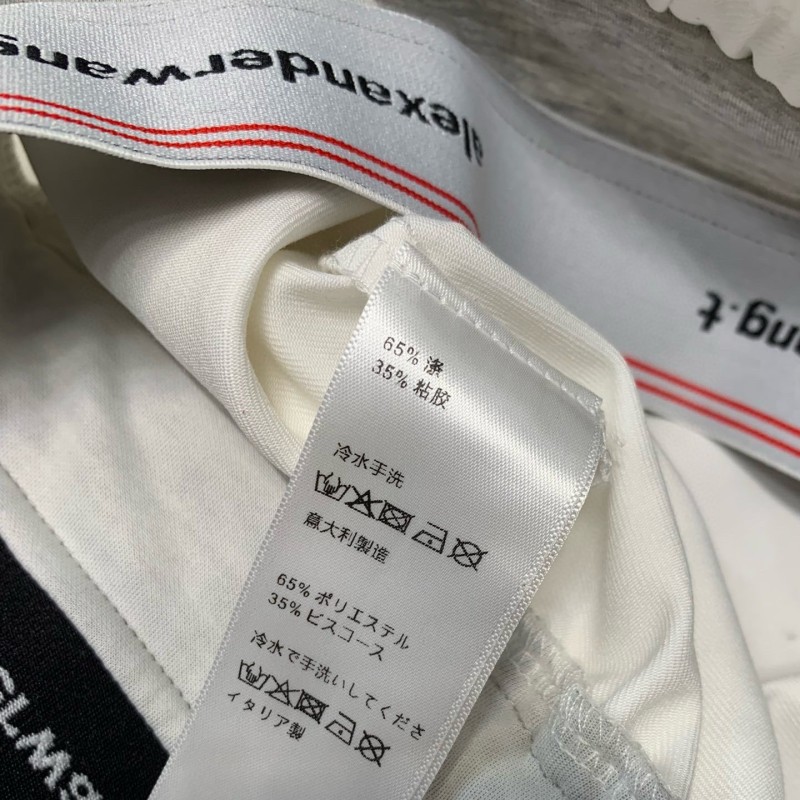 alexanderwang
ang.t
65% 涤
35% 粘胶
冷水手洗
意大利製造
65% ポリエステル
35% ビスコース
冷水で手洗いしてくださ
イタリア製